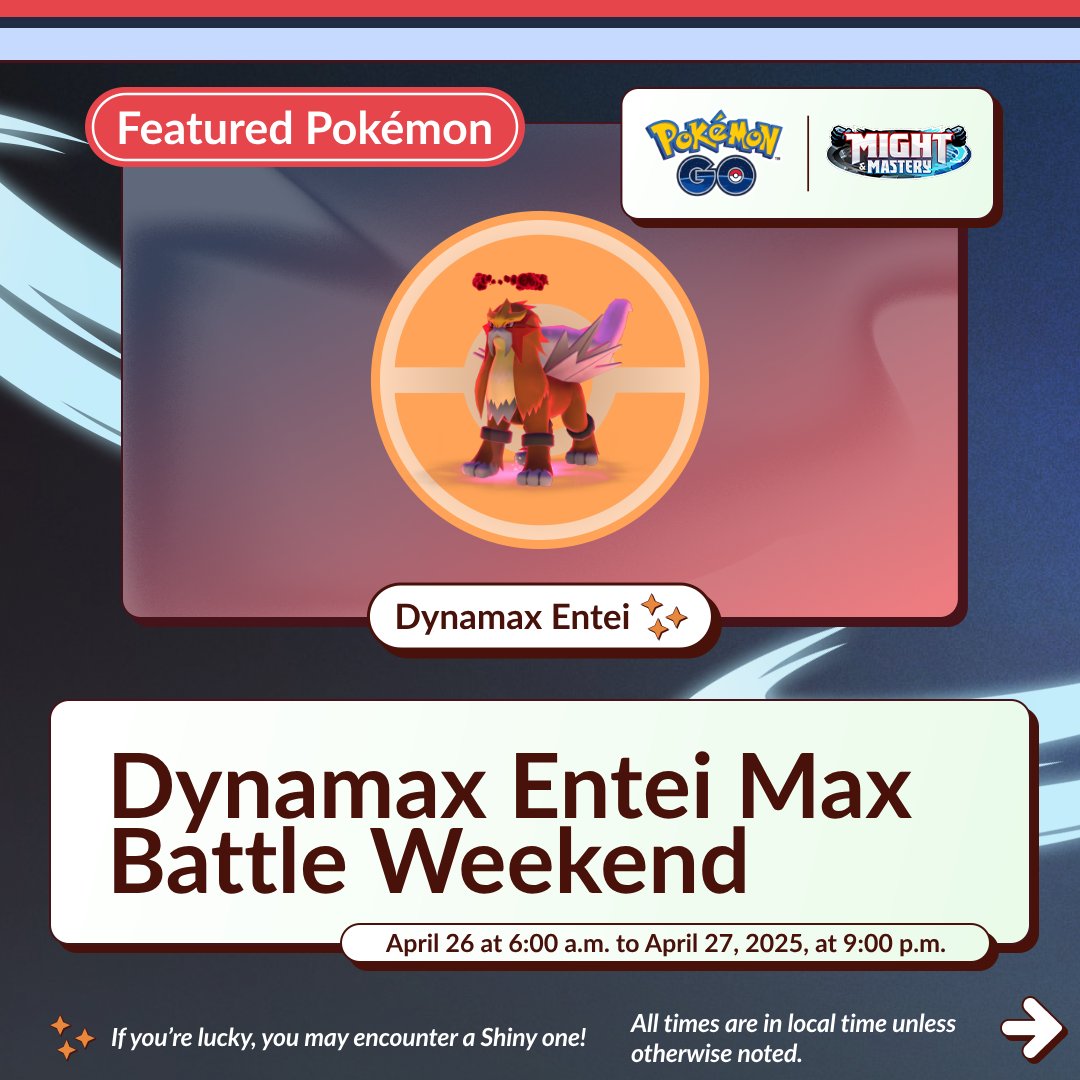 Featured Pokémon
POKéMON
GO
MIGHT
& MASTERY
Dynamax Entei
Dynamax Entei Max
Battle Weekend
April 26 at 6:00 a.m. to April 27, 2025, at 9:00 p.m.
If you’re lucky, you may encounter a Shiny one!
All times are in local time unless
otherwise noted.